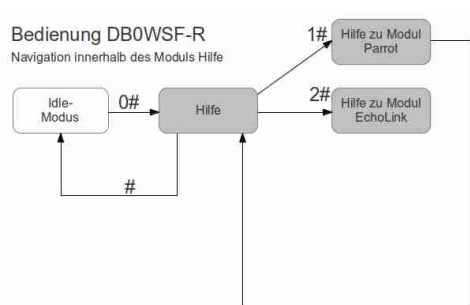 Bedienung DB0WSF-R
Navigation innerhalb des Moduls Hilfe
Idle-
Modus
0#
Hilfe
#
1#
Hilfe zu Modul
Parrot
2#
Hilfe zu Modul
EchoLink